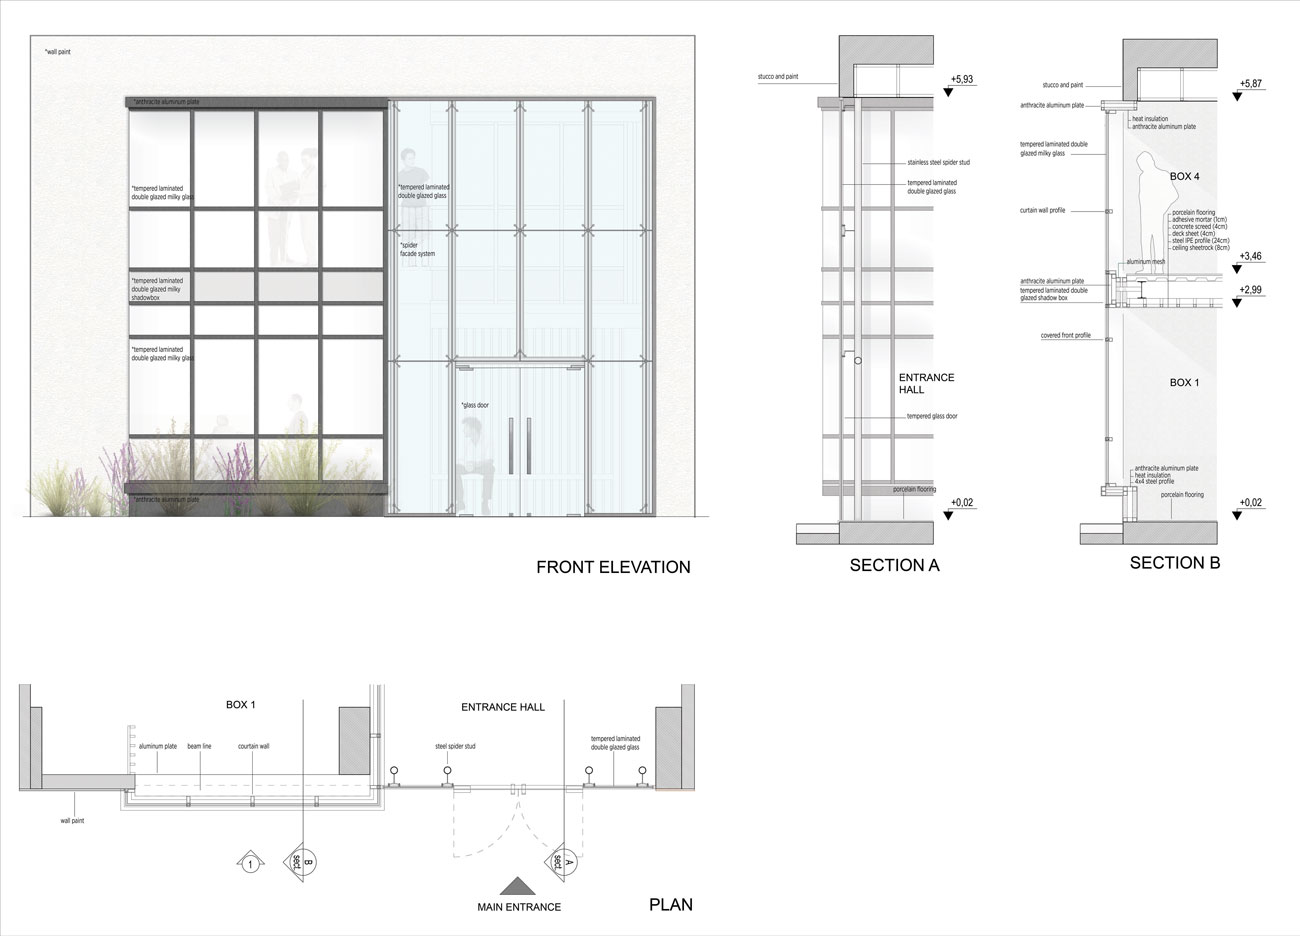 *wall paint
*anthracite aluminum plate
*tempered laminated
double glazed milky glass
*tempered laminated
double glazed milky
shadowbox
*tempered laminated
double glazed milky glass
*anthracite aluminum plate
*tempered laminated
double glazed glass
*spider
facade system
*glass door
FRONT ELEVATION
stucco and paint
+5,93
stainless steel spider stud
tempered laminated
double glazed glass
ENTRANCE
HALL
tempered glass door
porcelain flooring
+0,02
SECTION A
stucco and paint
+5,87
anthracite aluminum plate
heat insulation
anthracite aluminum plate
tempered laminated double
glazed milky glass
BOX 4
curtain wall profile
porcelain flooring
adhesive mortar (1cm)
concrete screed (4cm)
deck sheet (4cm)
steel IPE profile (24cm)
ceiling sheetrock (8cm)
aluminum mesh
+3,46
anthracite aluminum plate
tempered laminated double
glazed shadow box
+2,99
covered front profile
BOX 1
anthracite aluminum plate
heat insulation
4x4 steel profile
porcelain flooring
+0,02
SECTION B
BOX 1
ENTRANCE HALL
aluminum plate
beam line
courtain wall
steel spider stud
tempered laminated
double glazed glass
wall paint
1
B
sect.
A
sect.
MAIN ENTRANCE
PLAN